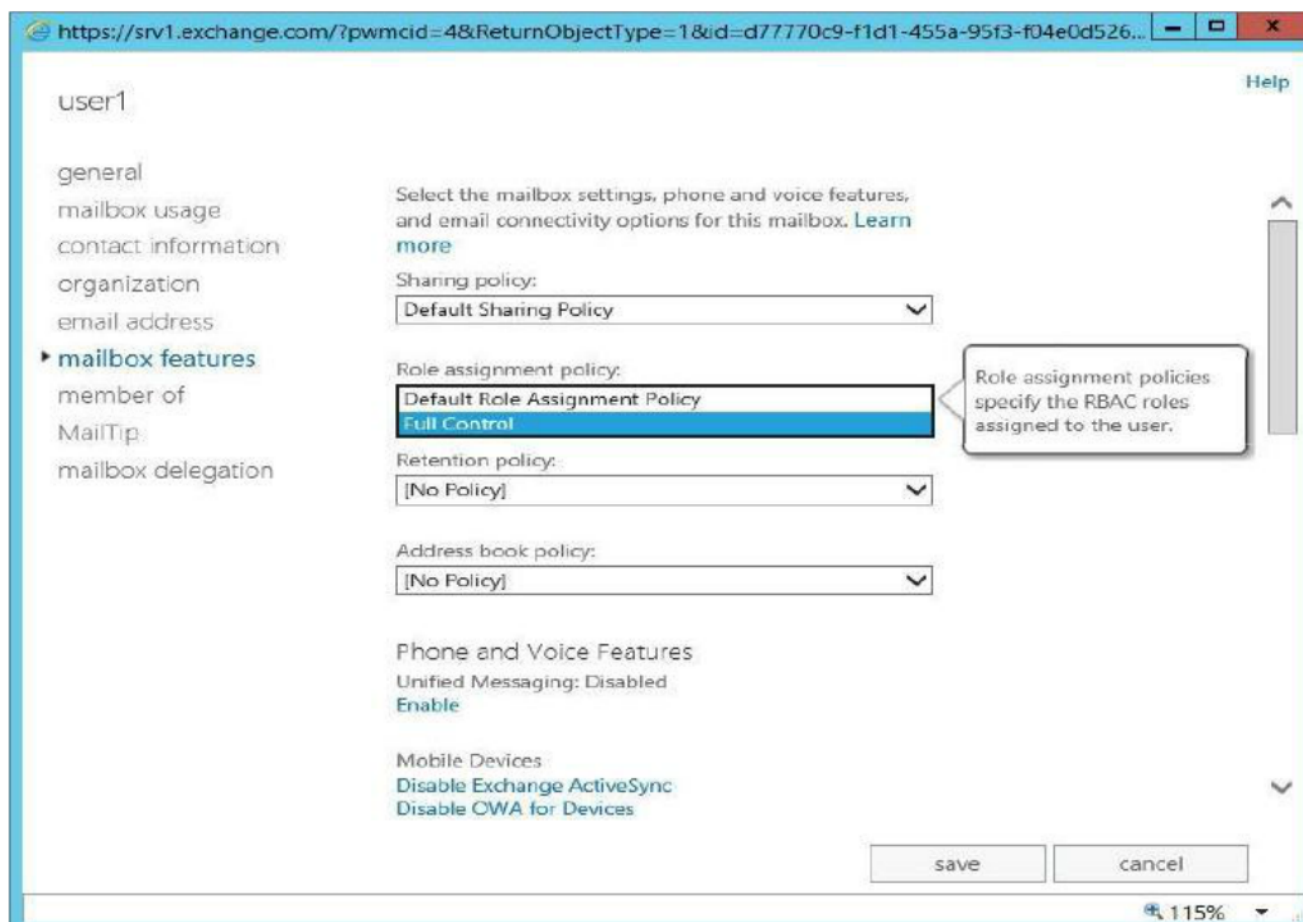 https://srv1.exchange.com/?pwmcid=4&ReturnObjectType=1&id=d77770c9-f1d1-455a-95f3-f04e0d526...
Help
user1
general
mailbox usage
contact information
organization
email address
mailbox features
member of
MailTip
mailbox delegation
Select the mailbox settings, phone and voice features,
and email connectivity options for this mailbox. Learn
more
Sharing policy:
Default Sharing Policy
Role assignment policy:
Default Role Assignment Policy
Full Control
Role assignment policies
specify the RBAC roles
assigned to the user.
Retention policy:
[No Policy]
Address book policy:
[No Policy]
Phone and Voice Features
Unified Messaging: Disabled
Enable
Mobile Devices
Disable Exchange ActiveSync
Disable OWA for Devices
save
cancel
115%